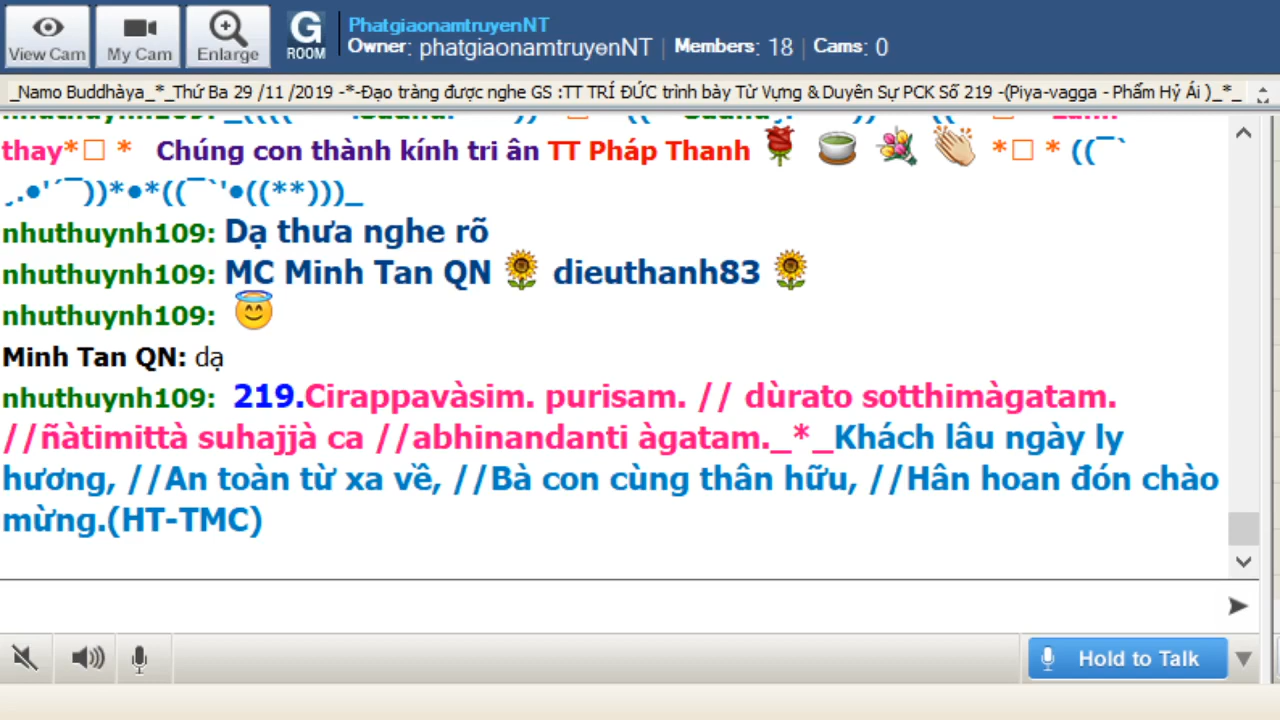 View Cam
My Cam
Enlarge
G
ROOM
PhatgiaonamtruyenNT
Owner: phatgiaonamtruyenNT | Members: 18 | Cams: 0
_Namo Buddhàya_*_Thứ Ba 29 /11 /2019 -*-Đạo tràng được nghe GS :TT TRÍ ĐỨC trình bày Từ Vựng & Duyên Sự PCK Số 219 -(Piya-vagga - Phẩm Hỷ Ái )_*_
thay*□ * Chúng con thành kính tri ân TT Pháp Thanh *□ * ((¯`
¸.●'´¯))*●*((¯`'●((**)))_
nhuthuynh109: Dạ thưa nghe rõ
nhuthuynh109: MC Minh Tan QN 🌻 dieuthanh83 🌻
nhuthuynh109: 😇
Minh Tan QN: dạ
nhuthuynh109: 219.Cirappavàsim. purisam. // dùrato sotthimàgatam.
//ñàtimittà suhajjà ca //abhinandanti àgatam._*_Khách lâu ngày ly
hương, //An toàn từ xa về, //Bà con cùng thân hữu, //Hân hoan đón chào
mừng.(HT-TMC)
Hold to Talk